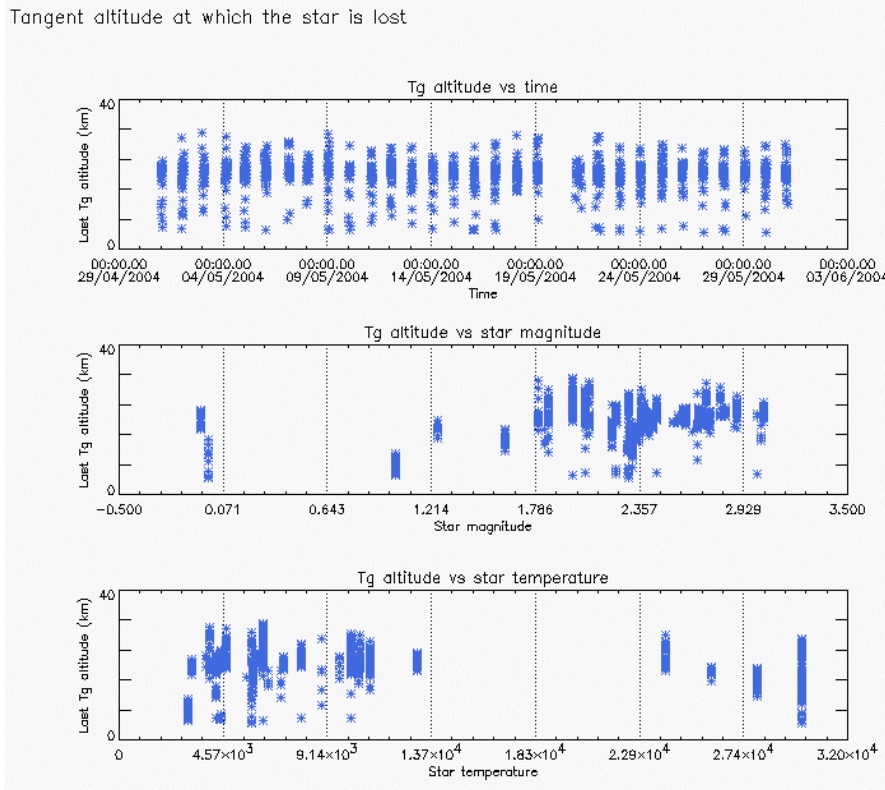 Tangent altitude at which the star is lost
Tg altitude vs time
40
Last Tg altitude (km)
0
00:00.00 00:00.00 00:00.00 00:00.00 00:00.00 00:00.00 00:00.00 00:00.00
29/04/2004 04/05/2004 09/05/2004 14/05/2004 19/05/2004 24/05/2004 29/05/2004 03/06/2004
Time
Tg altitude vs star magnitude
40
Last Tg altitude (km)
0
-0.500 0.071 0.643 1.214 1.786 2.357 2.929 3.500
Star magnitude
Tg altitude vs star temperature
40
Last Tg altitude (km)
0
0 4.57×10³ 9.14×10³ 1.37×10⁴ 1.83×10⁴ 2.29×10⁴ 2.74×10⁴ 3.20×10⁴
Star temperature